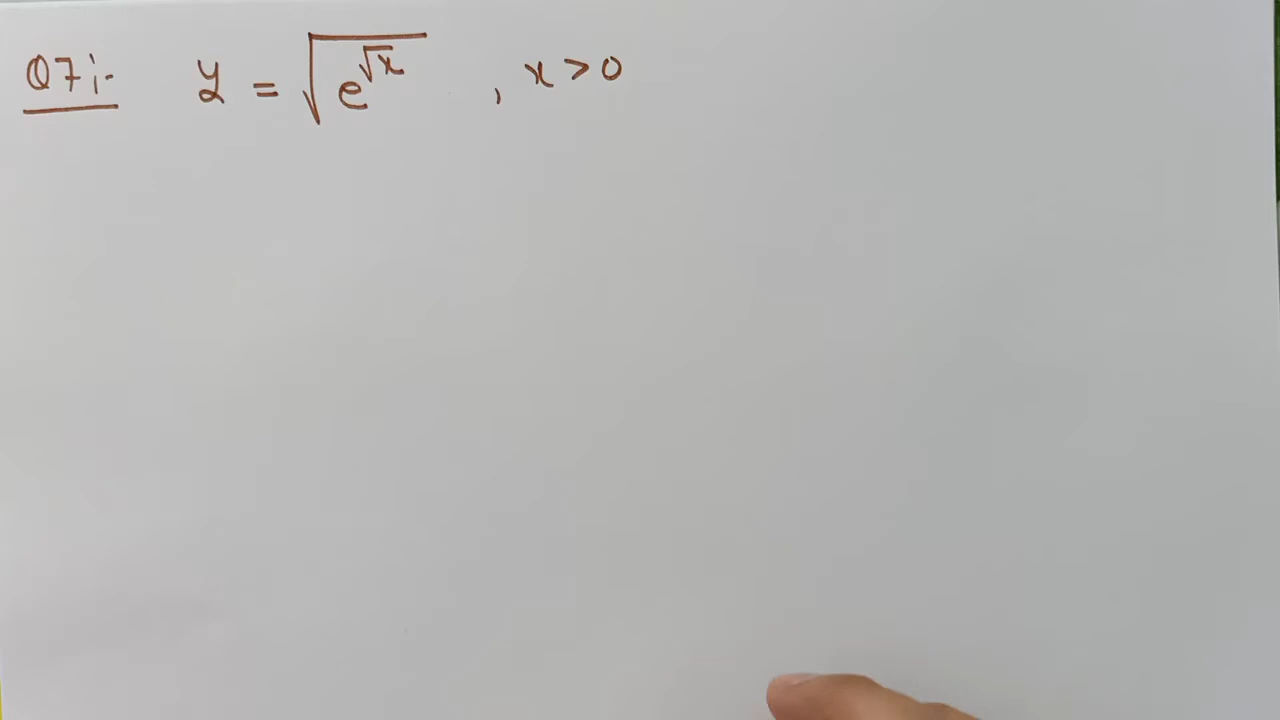 Q7:- y = √(e^√x) , x > 0